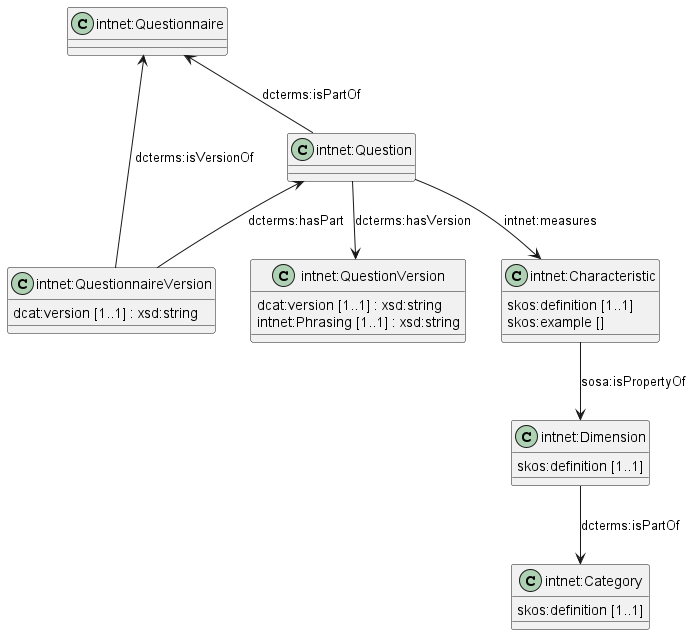 C intnet:Questionnaire
dcterms:isPartOf
C intnet:Question
dcterms:isVersionOf
dcterms:hasPart
dcterms:hasVersion
intnet:measures
C intnet:QuestionnaireVersion
dcat:version [1..1] : xsd:string
C intnet:QuestionVersion
dcat:version [1..1] : xsd:string
intnet:Phrasing [1..1] : xsd:string
C intnet:Characteristic
skos:definition [1..1]
skos:example []
sosa:isPropertyOf
C intnet:Dimension
skos:definition [1..1]
dcterms:isPartOf
C intnet:Category
skos:definition [1..1]